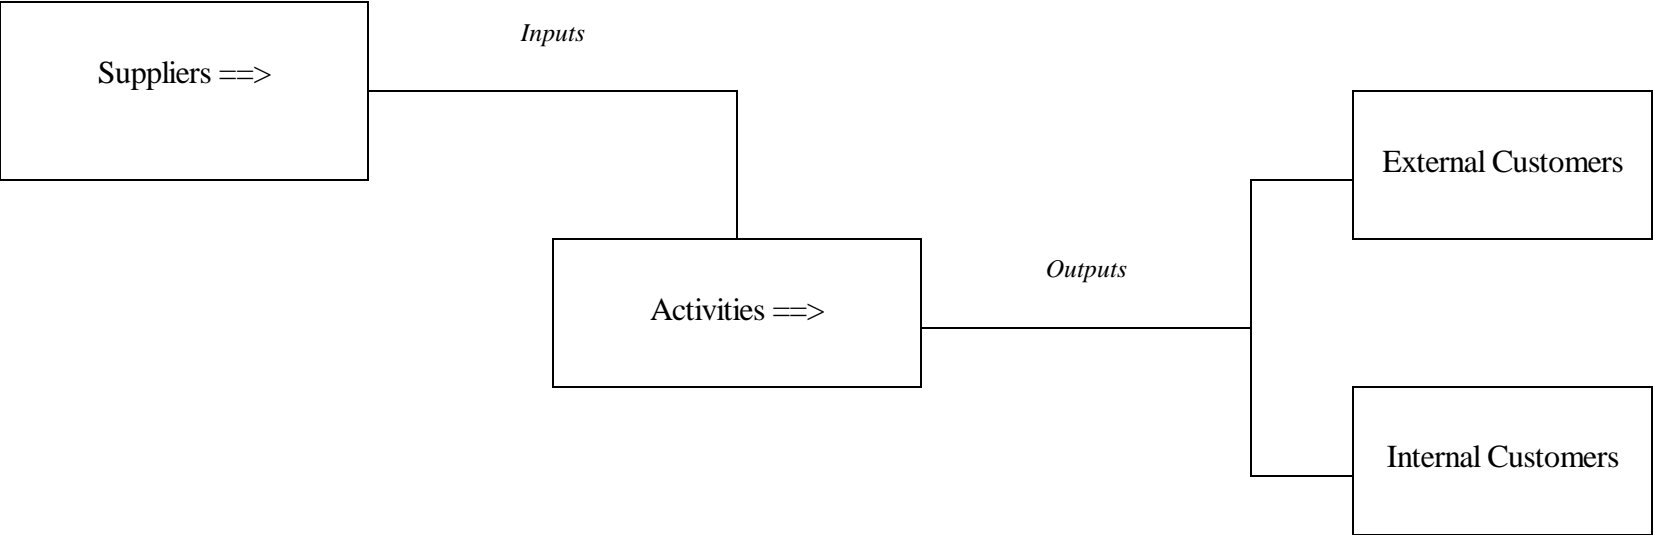 Inputs
Suppliers ==>
External Customers
Outputs
Activities ==>
Internal Customers